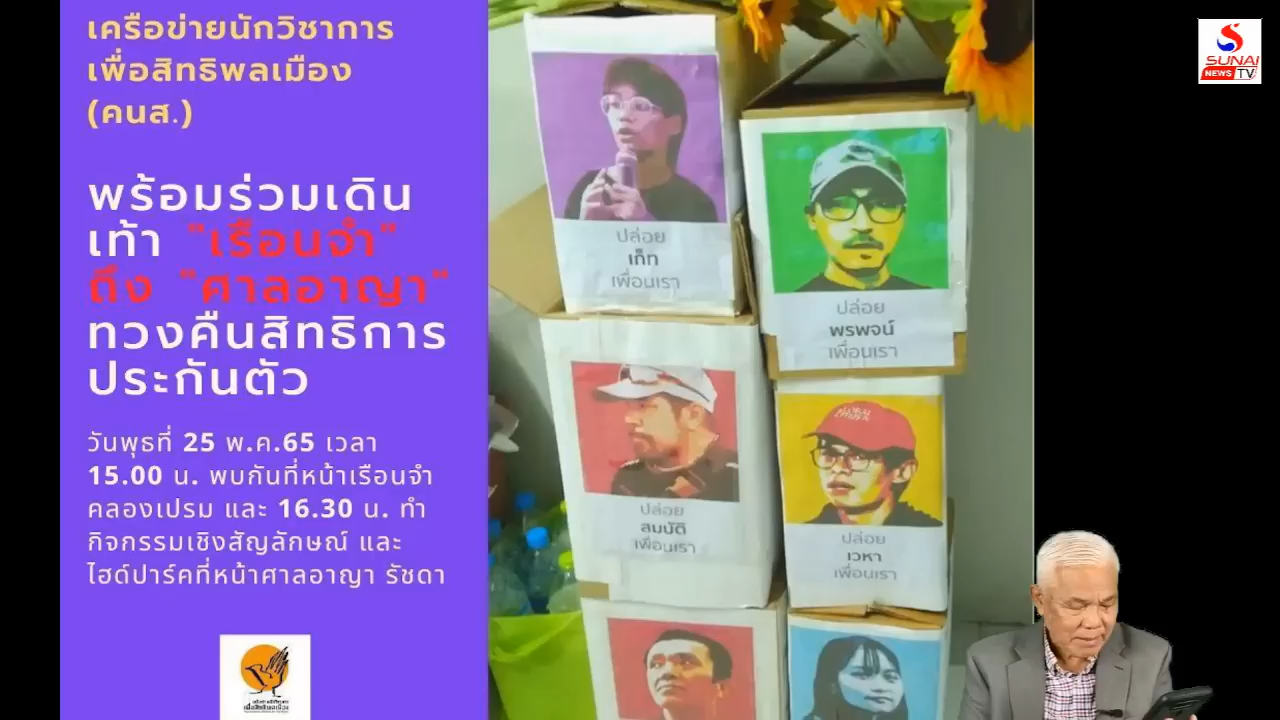 เครือข่ายนักวิชาการ
เพื่อสิทธิพลเมือง
(คนส.)
พร้อมร่วมเดิน
เท้า "เรือนจำ"
ถึง "ศาลอาญา"
ทวงคืนสิทธิการ
ประกันตัว
วันพุธที่ 25 พ.ค.65 เวลา
15.00 น. พบกันที่หน้าเรือนจำ
คลองเปรม และ 16.30 น. ทำ
กิจกรรมเชิงสัญลักษณ์ และ
ไฮด์ปาร์คที่หน้าศาลอาญา รัชดา
ปล่อย
เก็ท
เพื่อนเรา
ปล่อย
พรพจน์
เพื่อนเรา
ปล่อย
สมบัติ
เพื่อนเรา
ปล่อย
เวหา
เพื่อนเรา
SUNAI
NEWS TV